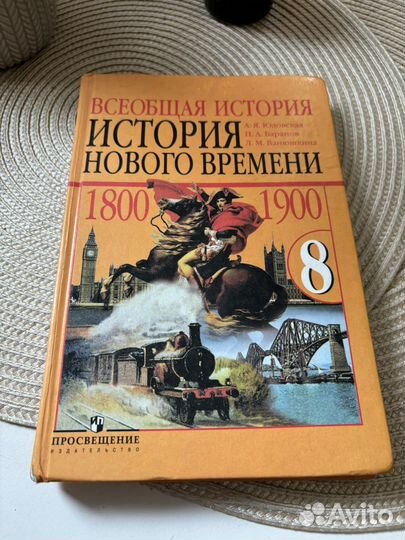 ВСЕОБЩАЯ ИСТОРИЯ
А. Я. Юдовская
П. А. Баранов
Л. М. Ванюшкина
ИСТОРИЯ
НОВОГО ВРЕМЕНИ
1800 1900
8
ПРОСВЕЩЕНИЕ
ИЗДАТЕЛЬСТВО
Avito